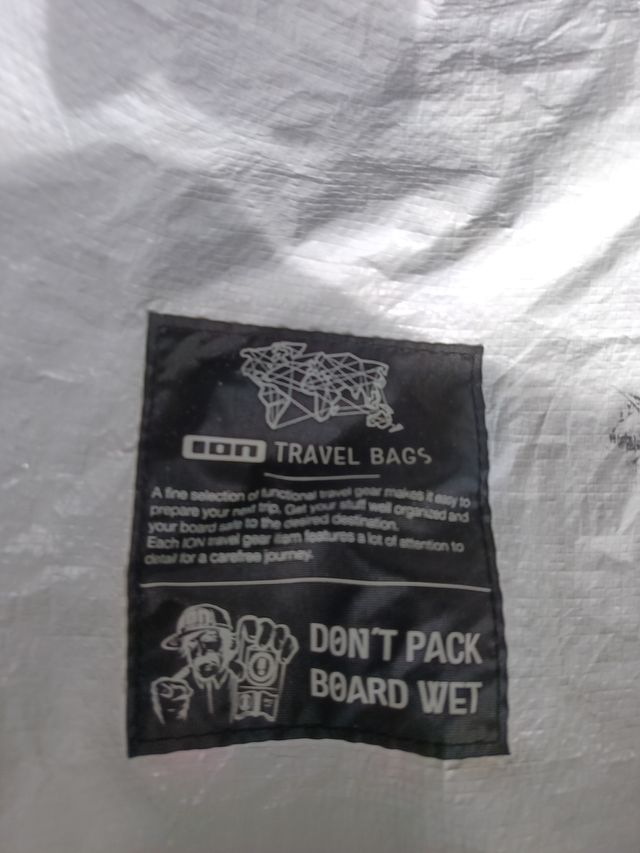 ION TRAVEL BAGS
A fine selection of functional travel gear makes it easy to
prepare your next trip. Get your stuff well organized and
your board safe to the desired destination.
Each ION travel gear item features a lot of attention to
detail for a carefree journey.
DON'T PACK
BOARD WET